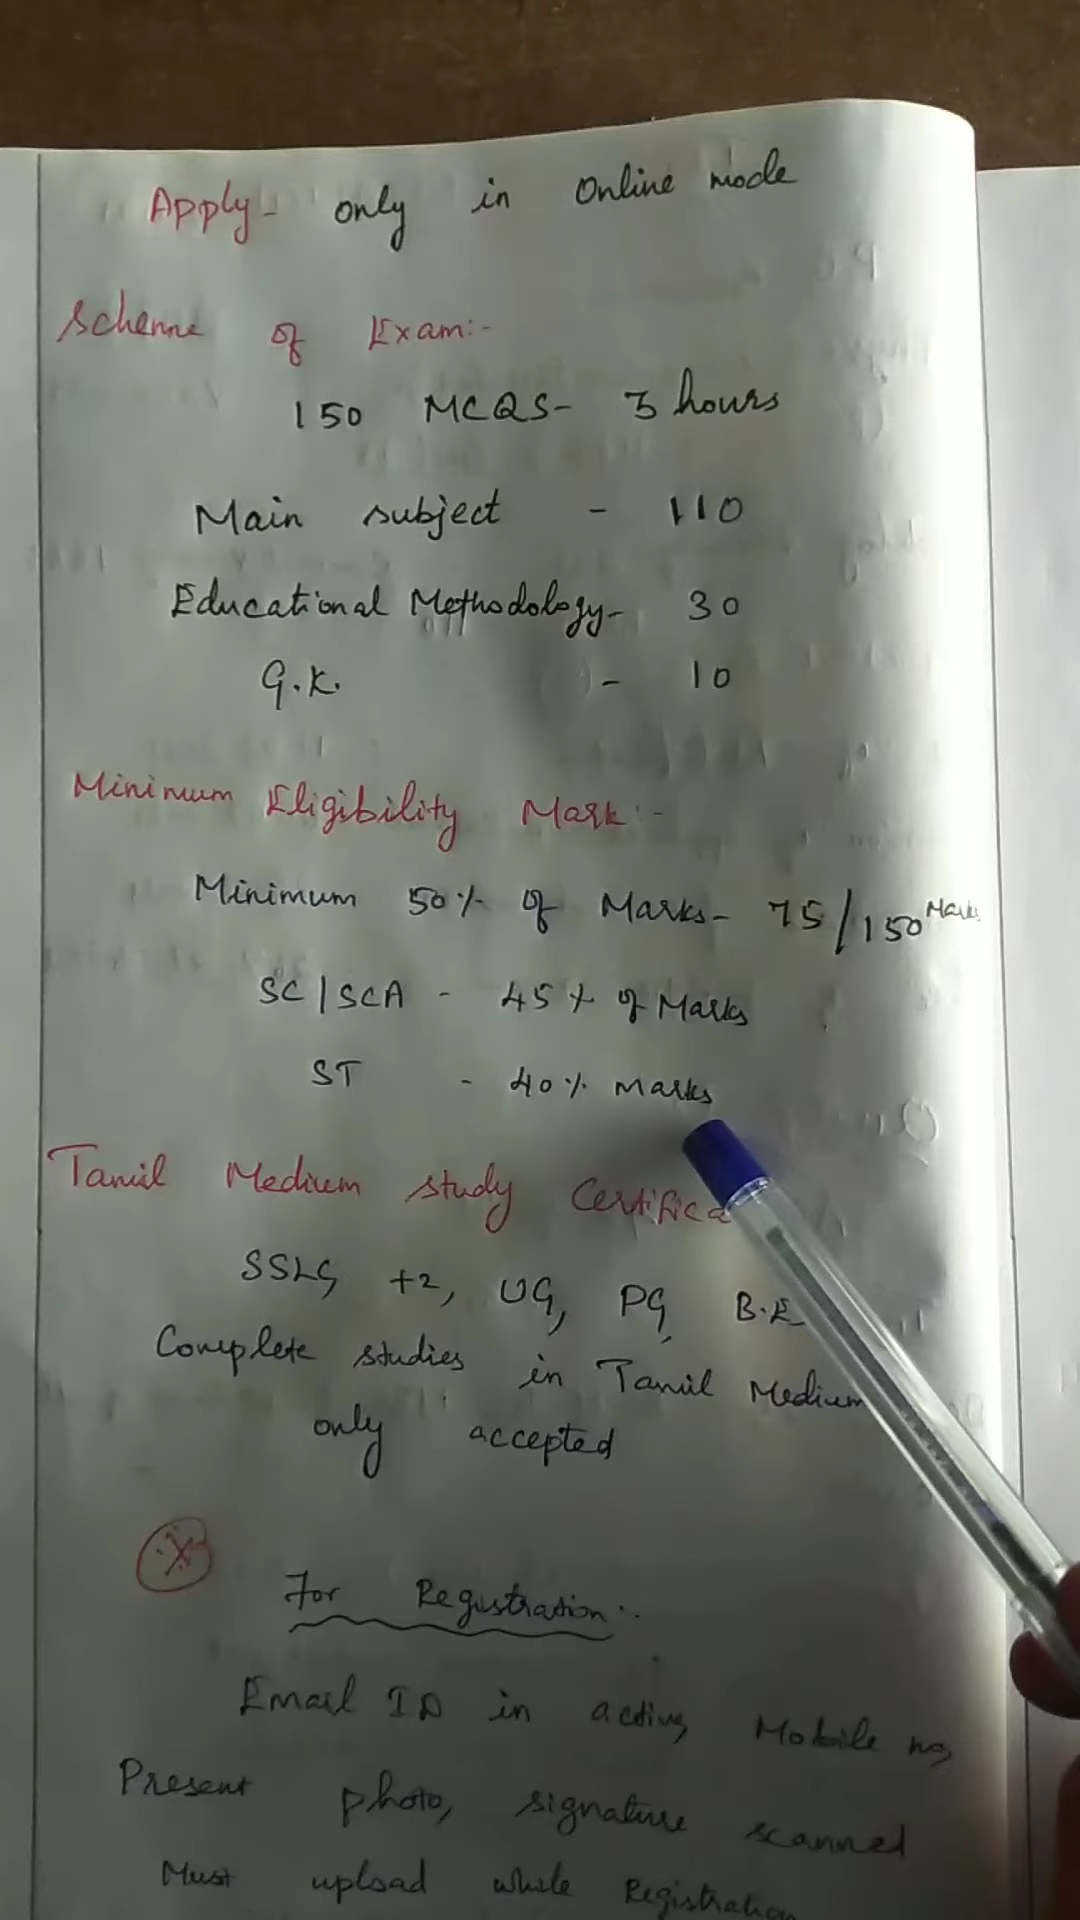 Apply - only in Online mode
Scheme of Exam:-
150 MCQS - 3 hours
Main subject - 110
Educational Methodology - 30
G.K. - 10
Minimum Eligibility Mark:-
Minimum 50% of Marks - 75/150 Marks
SC/SCA - 45% of Marks
ST - 40% Marks
Tamil Medium study Certifica
SSLC, +2, UG, PG, B.E
Complete studies in Tamil Medium
only accepted
For Registration:-
Email ID in active, Mobile no,
Present photo, signature scanned
Must upload while Registration